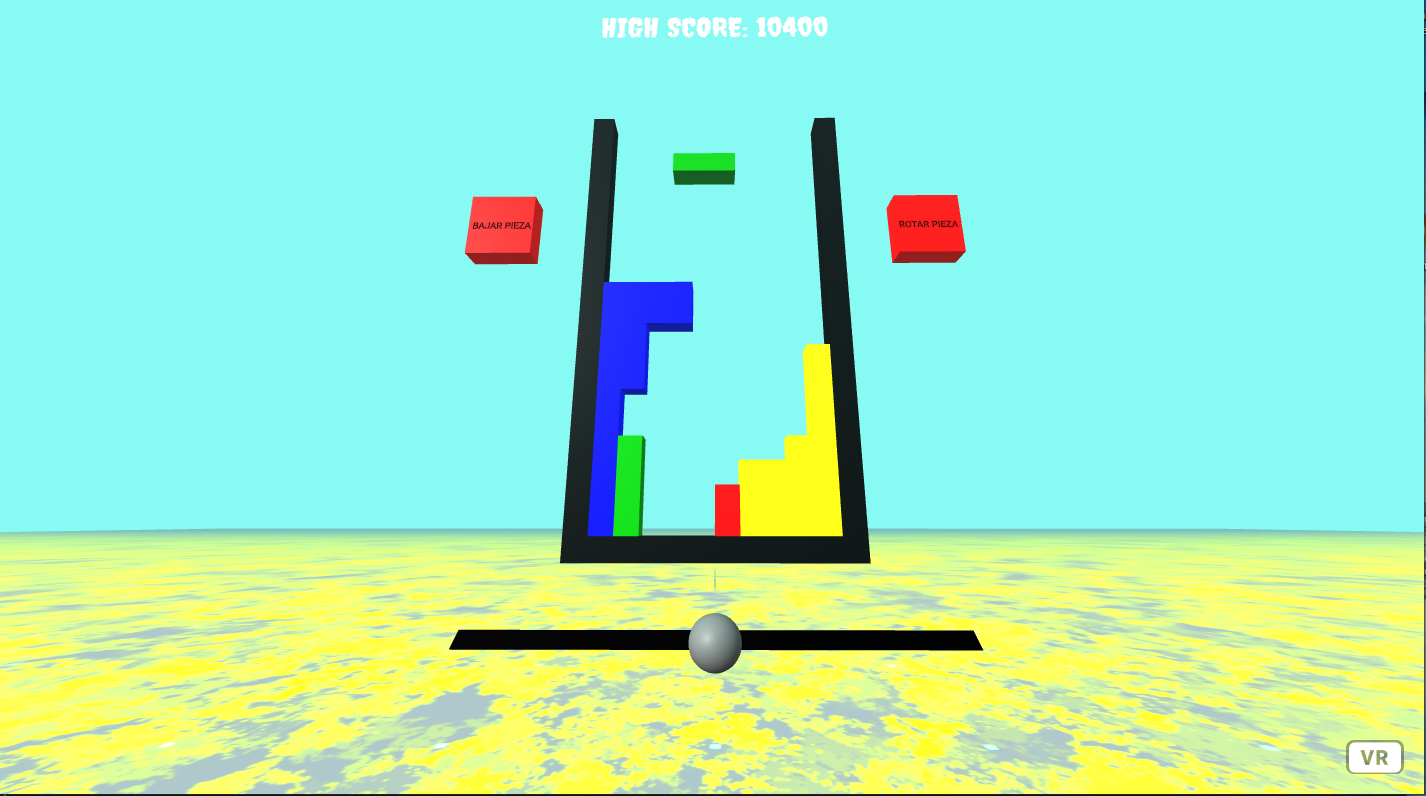 HIGH SCORE: 10400
BAJAR PIEZA
ROTAR PIEZA
VR